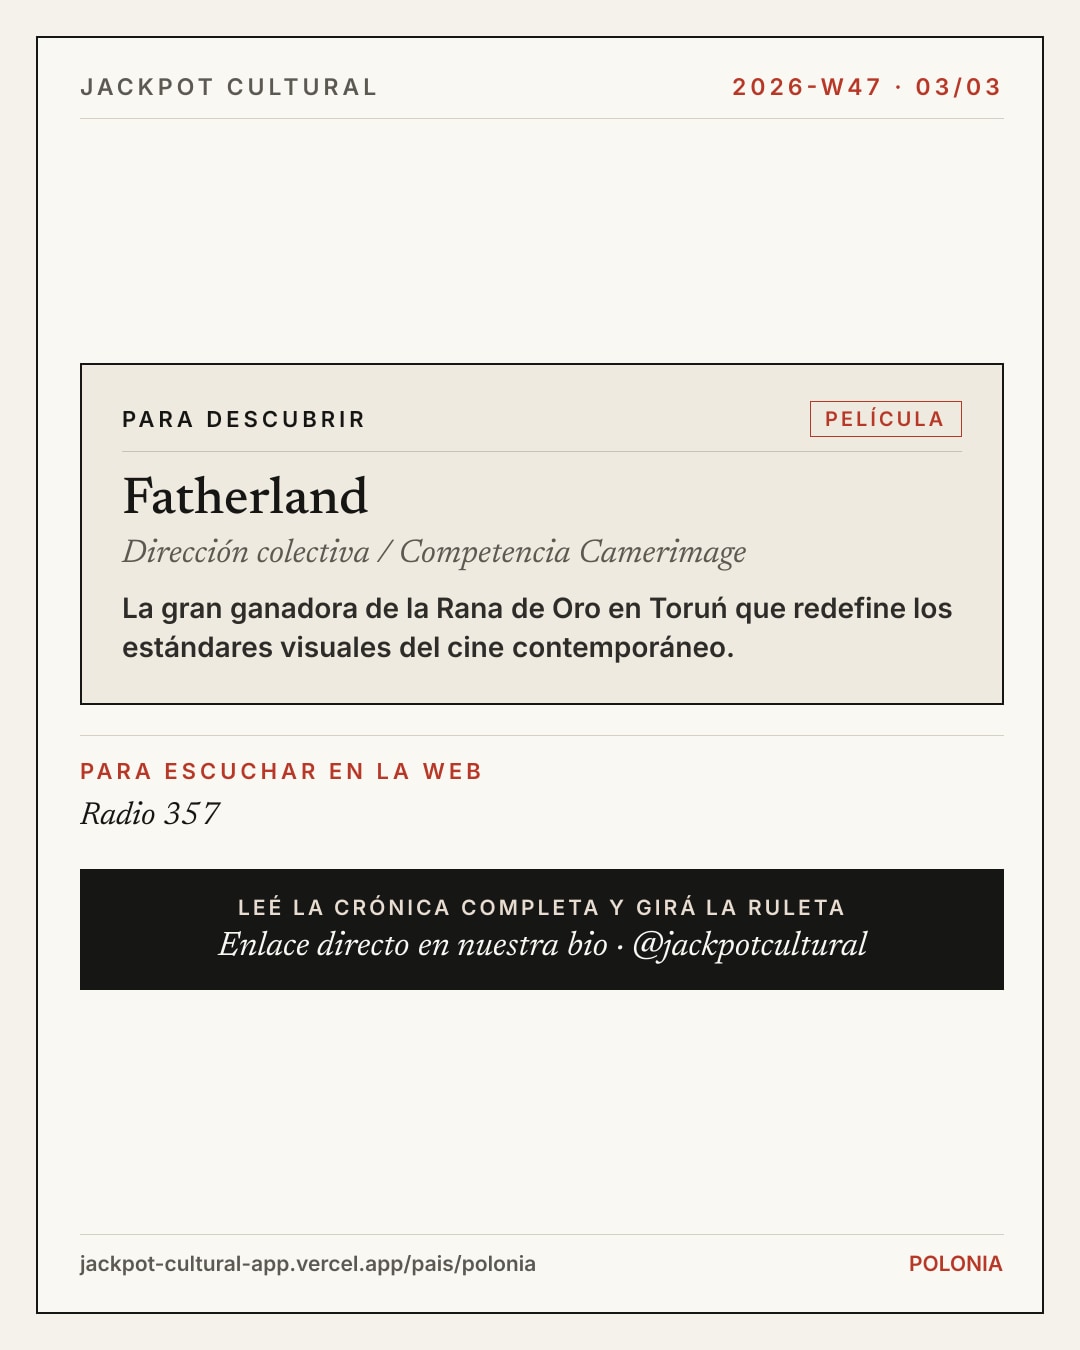 JACKPOT CULTURAL
2026-W47 · 03/03
PARA DESCUBRIR
PELÍCULA
Fatherland
Dirección colectiva / Competencia Camerimage
La gran ganadora de la Rana de Oro en Toruń que redefine los
estándares visuales del cine contemporáneo.
PARA ESCUCHAR EN LA WEB
Radio 357
LEÉ LA CRÓNICA COMPLETA Y GIRÁ LA RULETA
Enlace directo en nuestra bio · @jackpotcultural
jackpot-cultural-app.vercel.app/pais/polonia
POLONIA